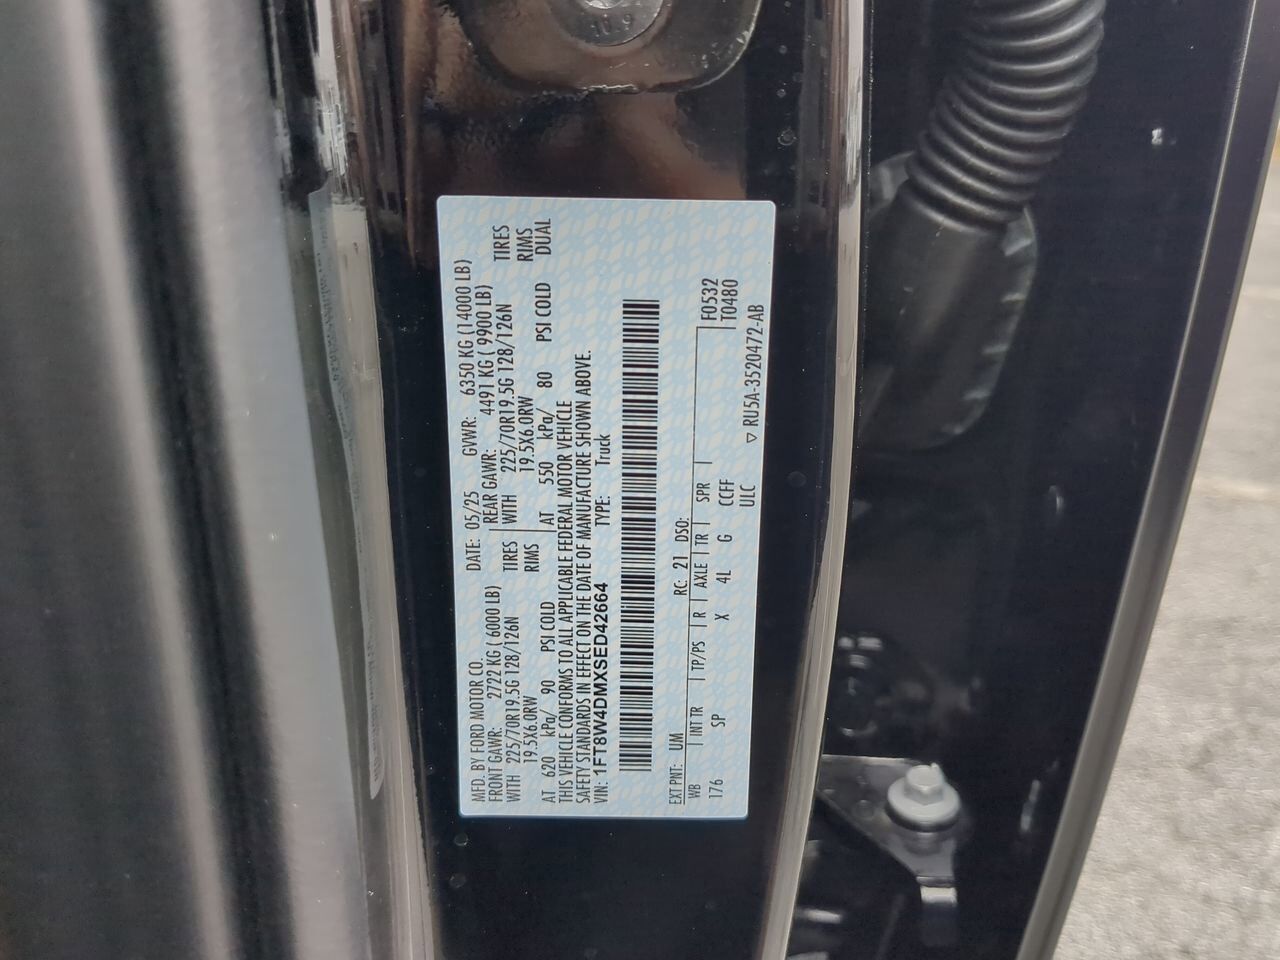 MFD. BY FORD MOTOR CO.
DATE: 05/25 GVWR: 6350 KG (14000 LB)
FRONT GAWR: 2722 KG ( 6000 LB) REAR GAWR: 4491 KG ( 9900 LB)
WITH 225/70R19.5G 128/126N TIRES WITH 225/70R19.5G 128/126N TIRES
19.5X6.0RW RIMS 19.5X6.0RW RIMS
AT 620 kPa/ 90 PSI COLD AT 550 kPa/ 80 PSI COLD DUAL
THIS VEHICLE CONFORMS TO ALL APPLICABLE FEDERAL MOTOR VEHICLE
SAFETY STANDARDS IN EFFECT ON THE DATE OF MANUFACTURE SHOWN ABOVE.
VIN: 1FT8W4DMXSED42664 TYPE: Truck
EXT PNT: UM RC: 21 DSO:
WB INT TR TP/PS R AXLE TR SPR F0532
176 SP X 4L G CCFF T0480
ULC
▽ RU5A-3520472-AB